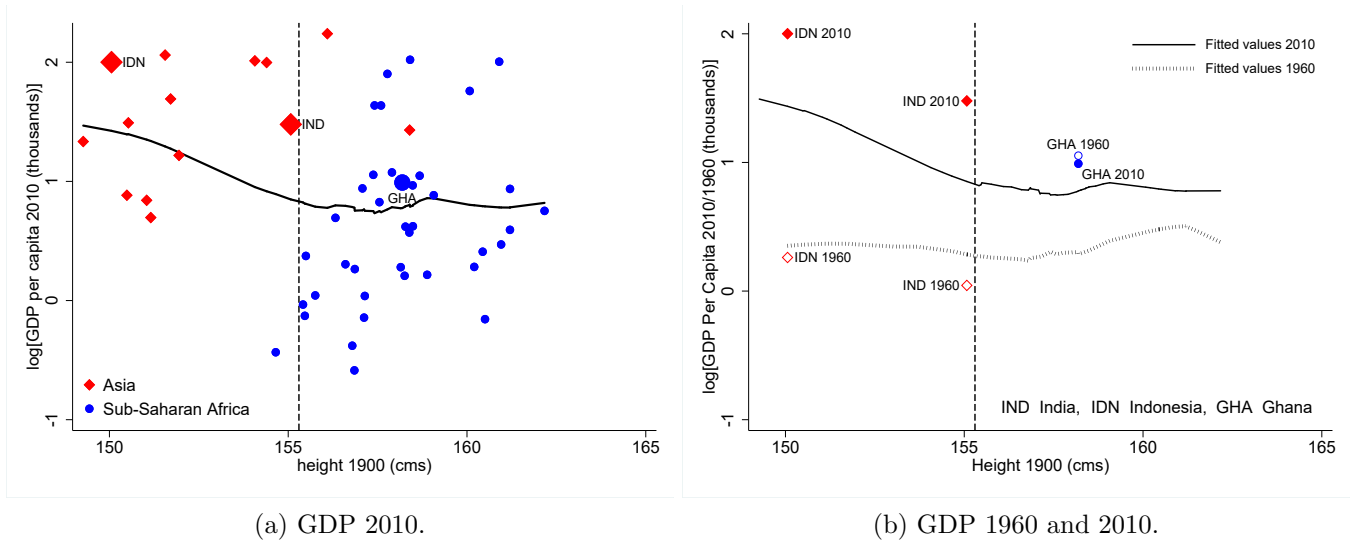 log[GDP per capita 2010 (thousands)]
2
1
0
-1
IDN
IND
GHA
Asia
Sub-Saharan Africa
150 155 160 165
height 1900 (cms)
(a) GDP 2010.
log[GDP Per Capita 2010/1960 (thousands)]
2
1
0
-1
IDN 2010
Fitted values 2010
Fitted values 1960
IND 2010
GHA 1960
GHA 2010
IDN 1960
IND 1960
IND India, IDN Indonesia, GHA Ghana
150 155 160 165
Height 1900 (cms)
(b) GDP 1960 and 2010.